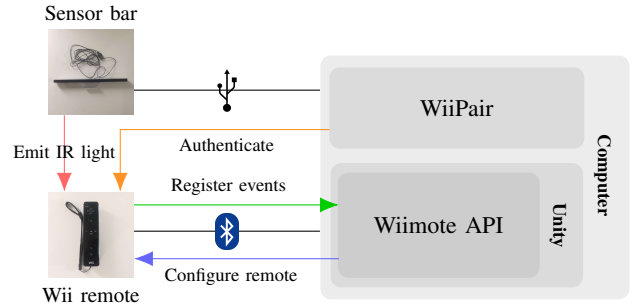 Sensor bar
WiiPair
Authenticate
Emit IR light
Computer
Register events
Wiimote API
Unity
Configure remote
Wii remote